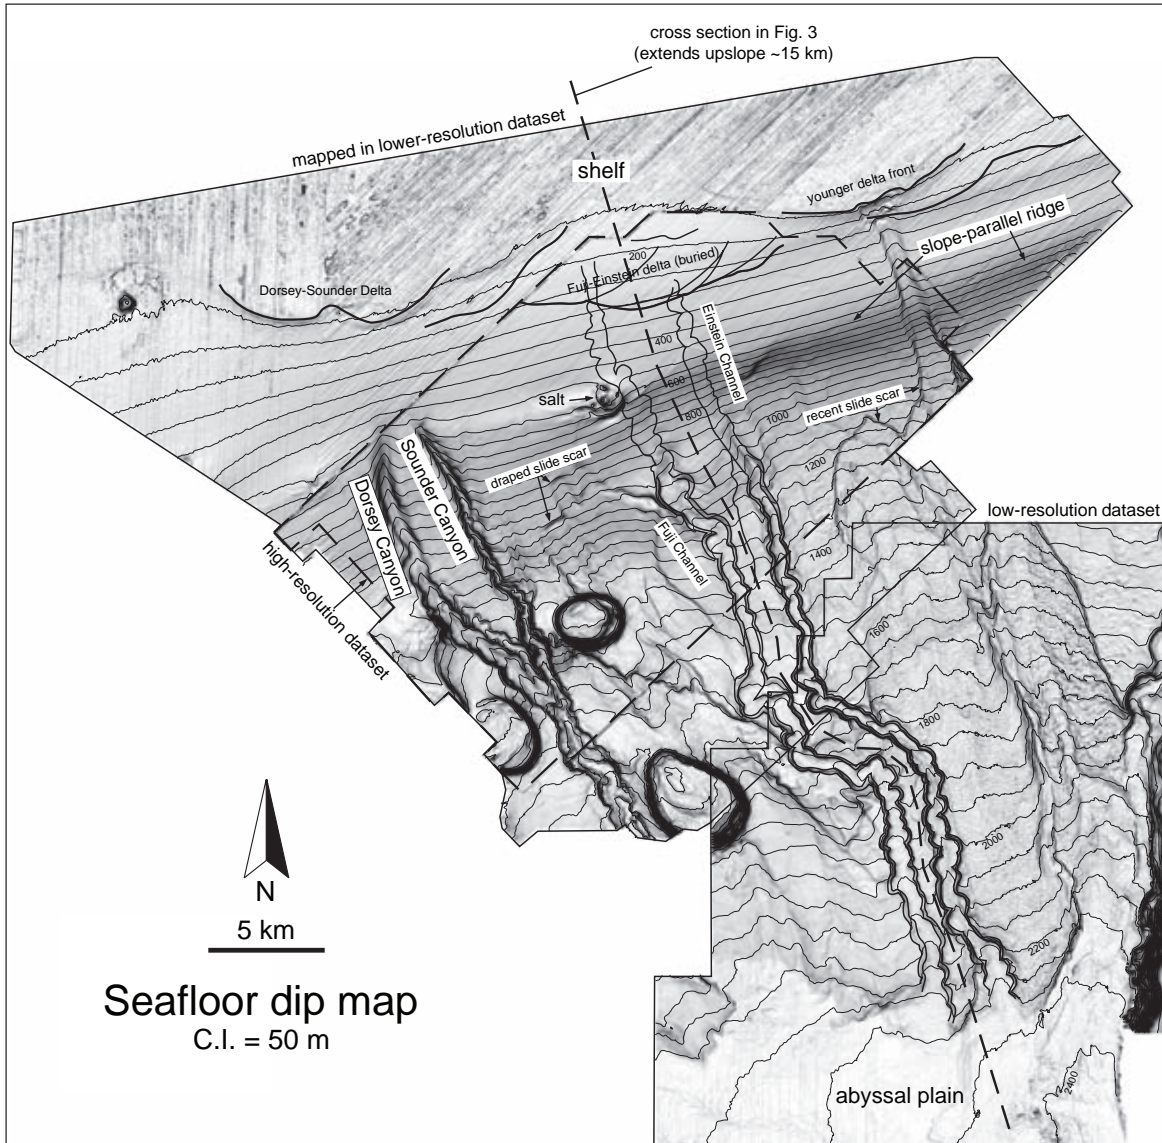 cross section in Fig. 3
(extends upslope ~15 km)
mapped in lower-resolution dataset
shelf
younger delta front
slope-parallel ridge
200
Fuji-Einstein delta (buried)
Dorsey-Sounder Delta
Einstein Channel
400
600
salt
800
1000
recent slide scar
Sounder Canyon
draped slide scar
1200
Dorsey Canyon
low-resolution dataset
Fuji Channel
1400
high-resolution dataset
1600
1800
2000
N
5 km
2200
Seafloor dip map
C.I. = 50 m
abyssal plain
2400